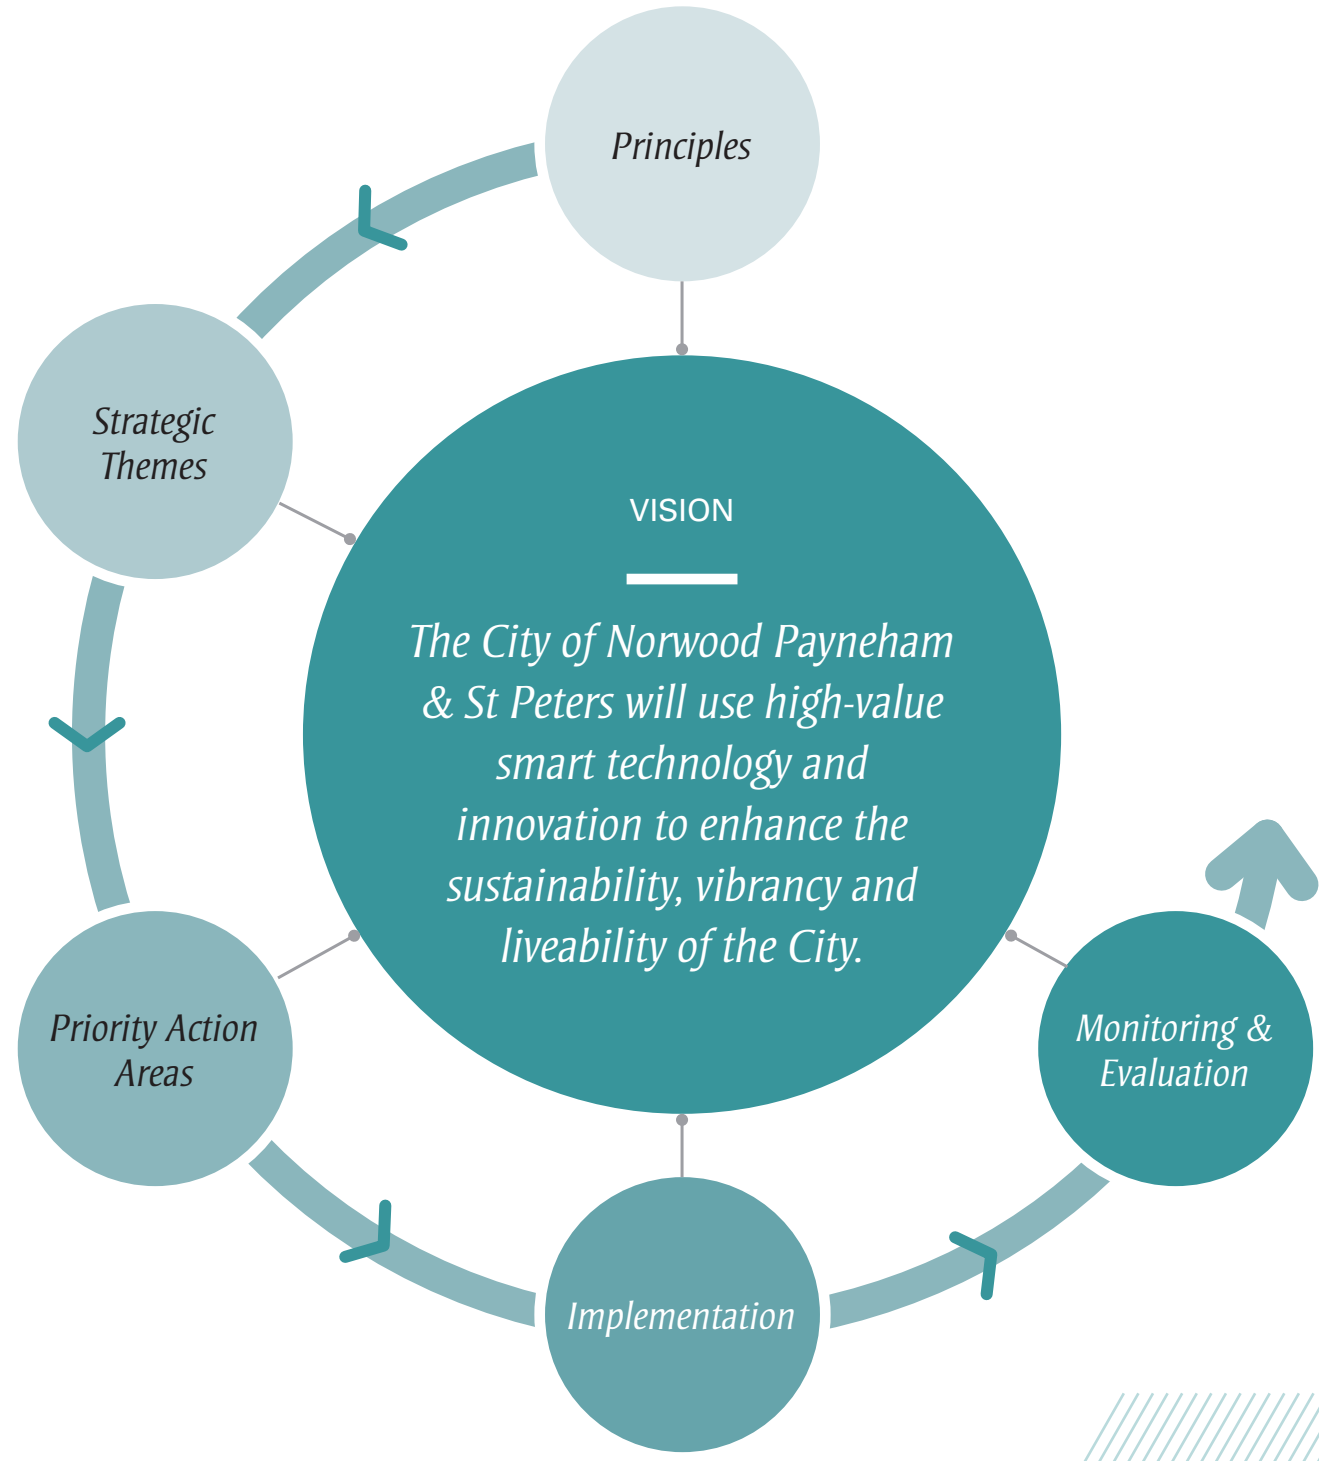 Principles
Strategic
Themes
VISION
The City of Norwood Payneham
& St Peters will use high-value
smart technology and
innovation to enhance the
sustainability, vibrancy and
liveability of the City.
Priority Action
Areas
Monitoring &
Evaluation
Implementation